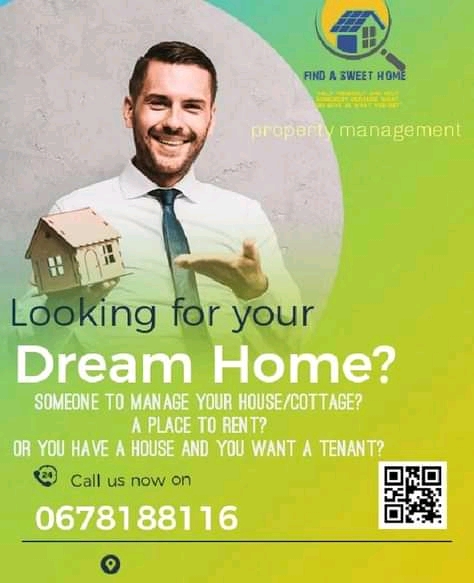 FIND A SWEET HOME
property management
Looking for your
Dream Home?
SOMEONE TO MANAGE YOUR HOUSE/COTTAGE?
A PLACE TO RENT?
OR YOU HAVE A HOUSE AND YOU WANT A TENANT?
24
Call us now on
0678188116